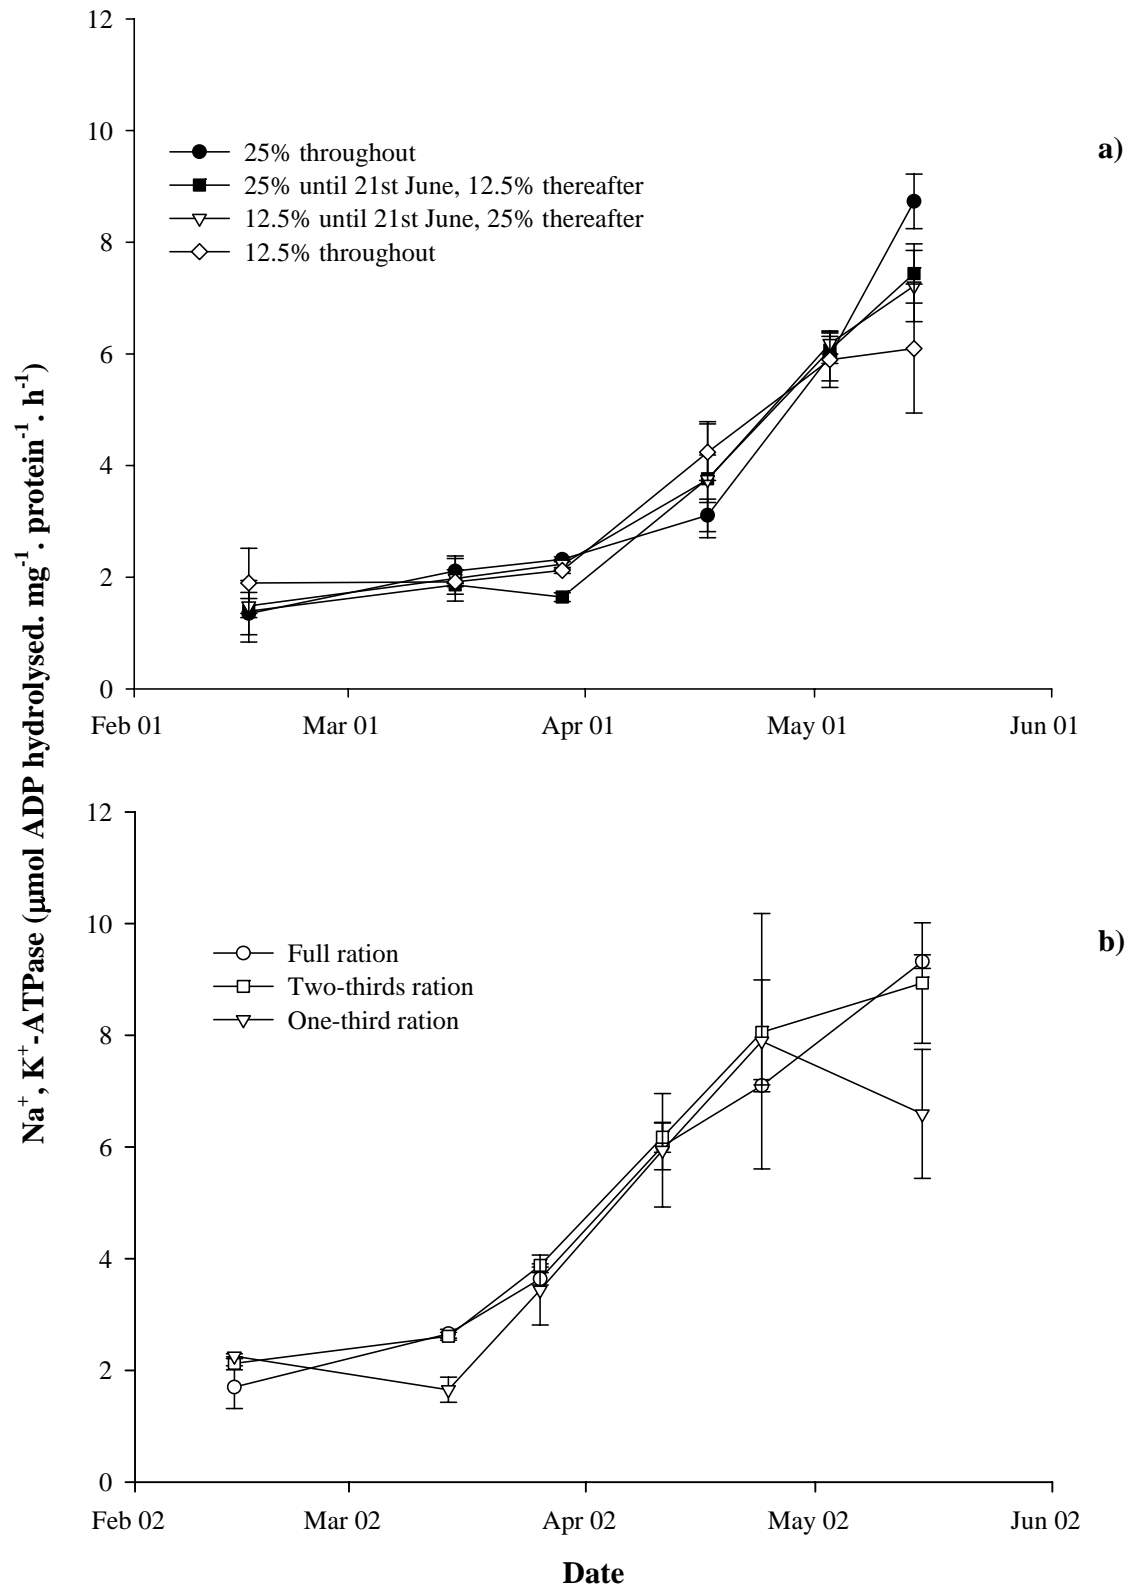 12
10
8
6
4
2
0
a)
25% throughout
25% until 21st June, 12.5% thereafter
12.5% until 21st June, 25% thereafter
12.5% throughout
Feb 01 Mar 01 Apr 01 May 01 Jun 01
Na⁺, K⁺-ATPase (μmol ADP hydrolysed. mg⁻¹. protein⁻¹. h⁻¹)
12
10
8
6
4
2
0
b)
Full ration
Two-thirds ration
One-third ration
Feb 02 Mar 02 Apr 02 May 02 Jun 02
Date